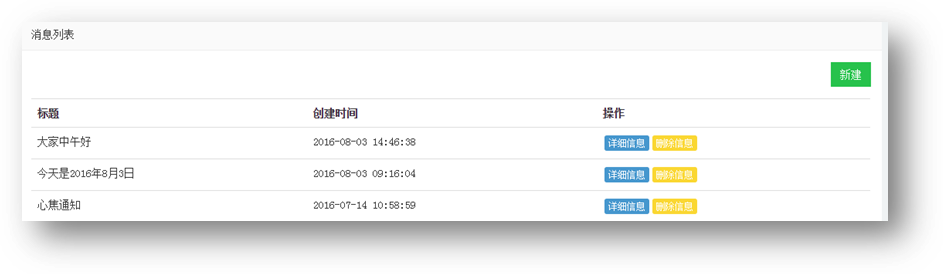 消息列表
新建
标题 创建时间 操作
大家中午好 2016-08-03 14:46:38 详细信息 删除信息
今天是2016年8月3日 2016-08-03 09:16:04 详细信息 删除信息
心焦通知 2016-07-14 10:58:59 详细信息 删除信息